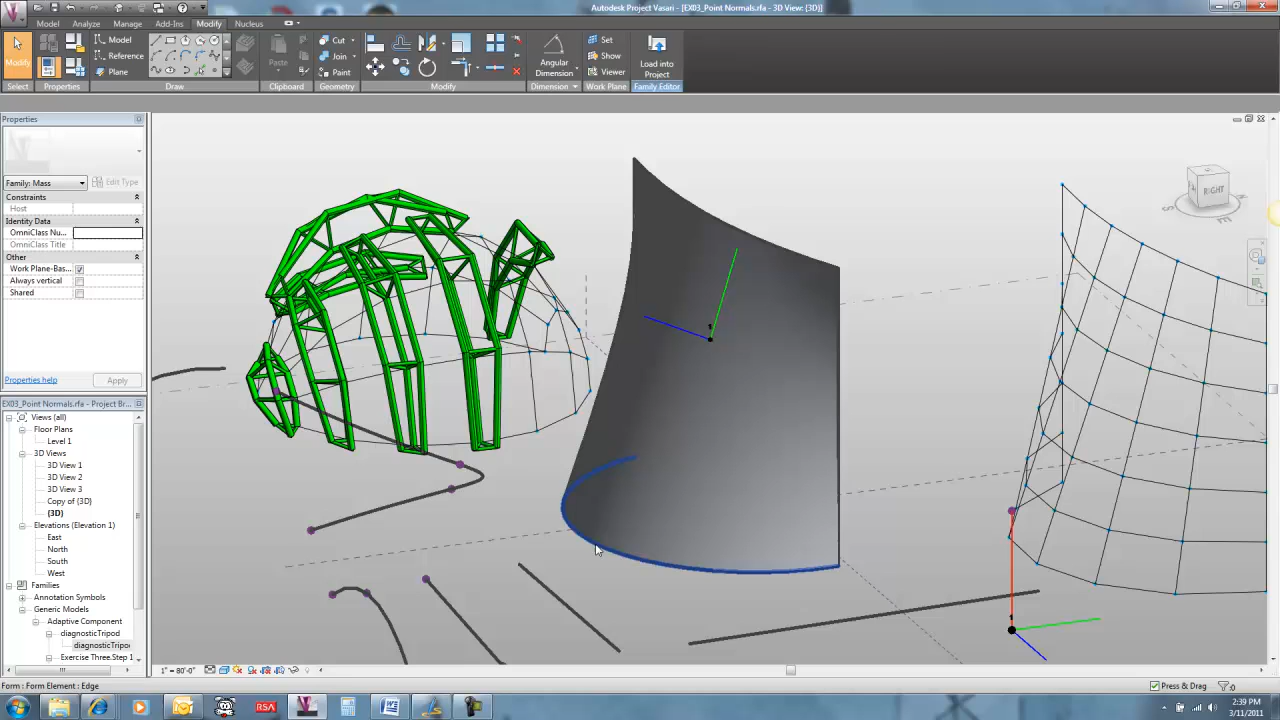 Autodesk Project Vasari - [EX03_Point Normals.rfa - 3D View: {3D}]
Model Analyze Manage Add-Ins Modify Nucleus
Modify
Model
Reference
Plane
Paste
Cut
Join
Paint
Angular Dimension
Set
Show
Viewer
Load into Project
Select Properties Draw Clipboard Geometry Modify Dimension Work Plane Family Editor
Properties
Family: Mass Edit Type
Constraints
Host
Identity Data
OmniClass Nu...
OmniClass Title
Other
Work Plane-Bas...
Always vertical
Shared
Properties help Apply
EX03_Point Normals.rfa - Project Br...
Views (all)
Floor Plans
Level 1
3D Views
3D View 1
3D View 2
3D View 3
Copy of {3D}
{3D}
Elevations (Elevation 1)
East
North
South
West
Families
Annotation Symbols
Generic Models
Adaptive Component
diagnosticTripod
diagnosticTripo
Exercise Three.Step 1
RIGHT
S
E
1
1
1" = 80'-0"
Form : Form Element : Edge
Press & Drag :0
RSA
2:39 PM
3/11/2011